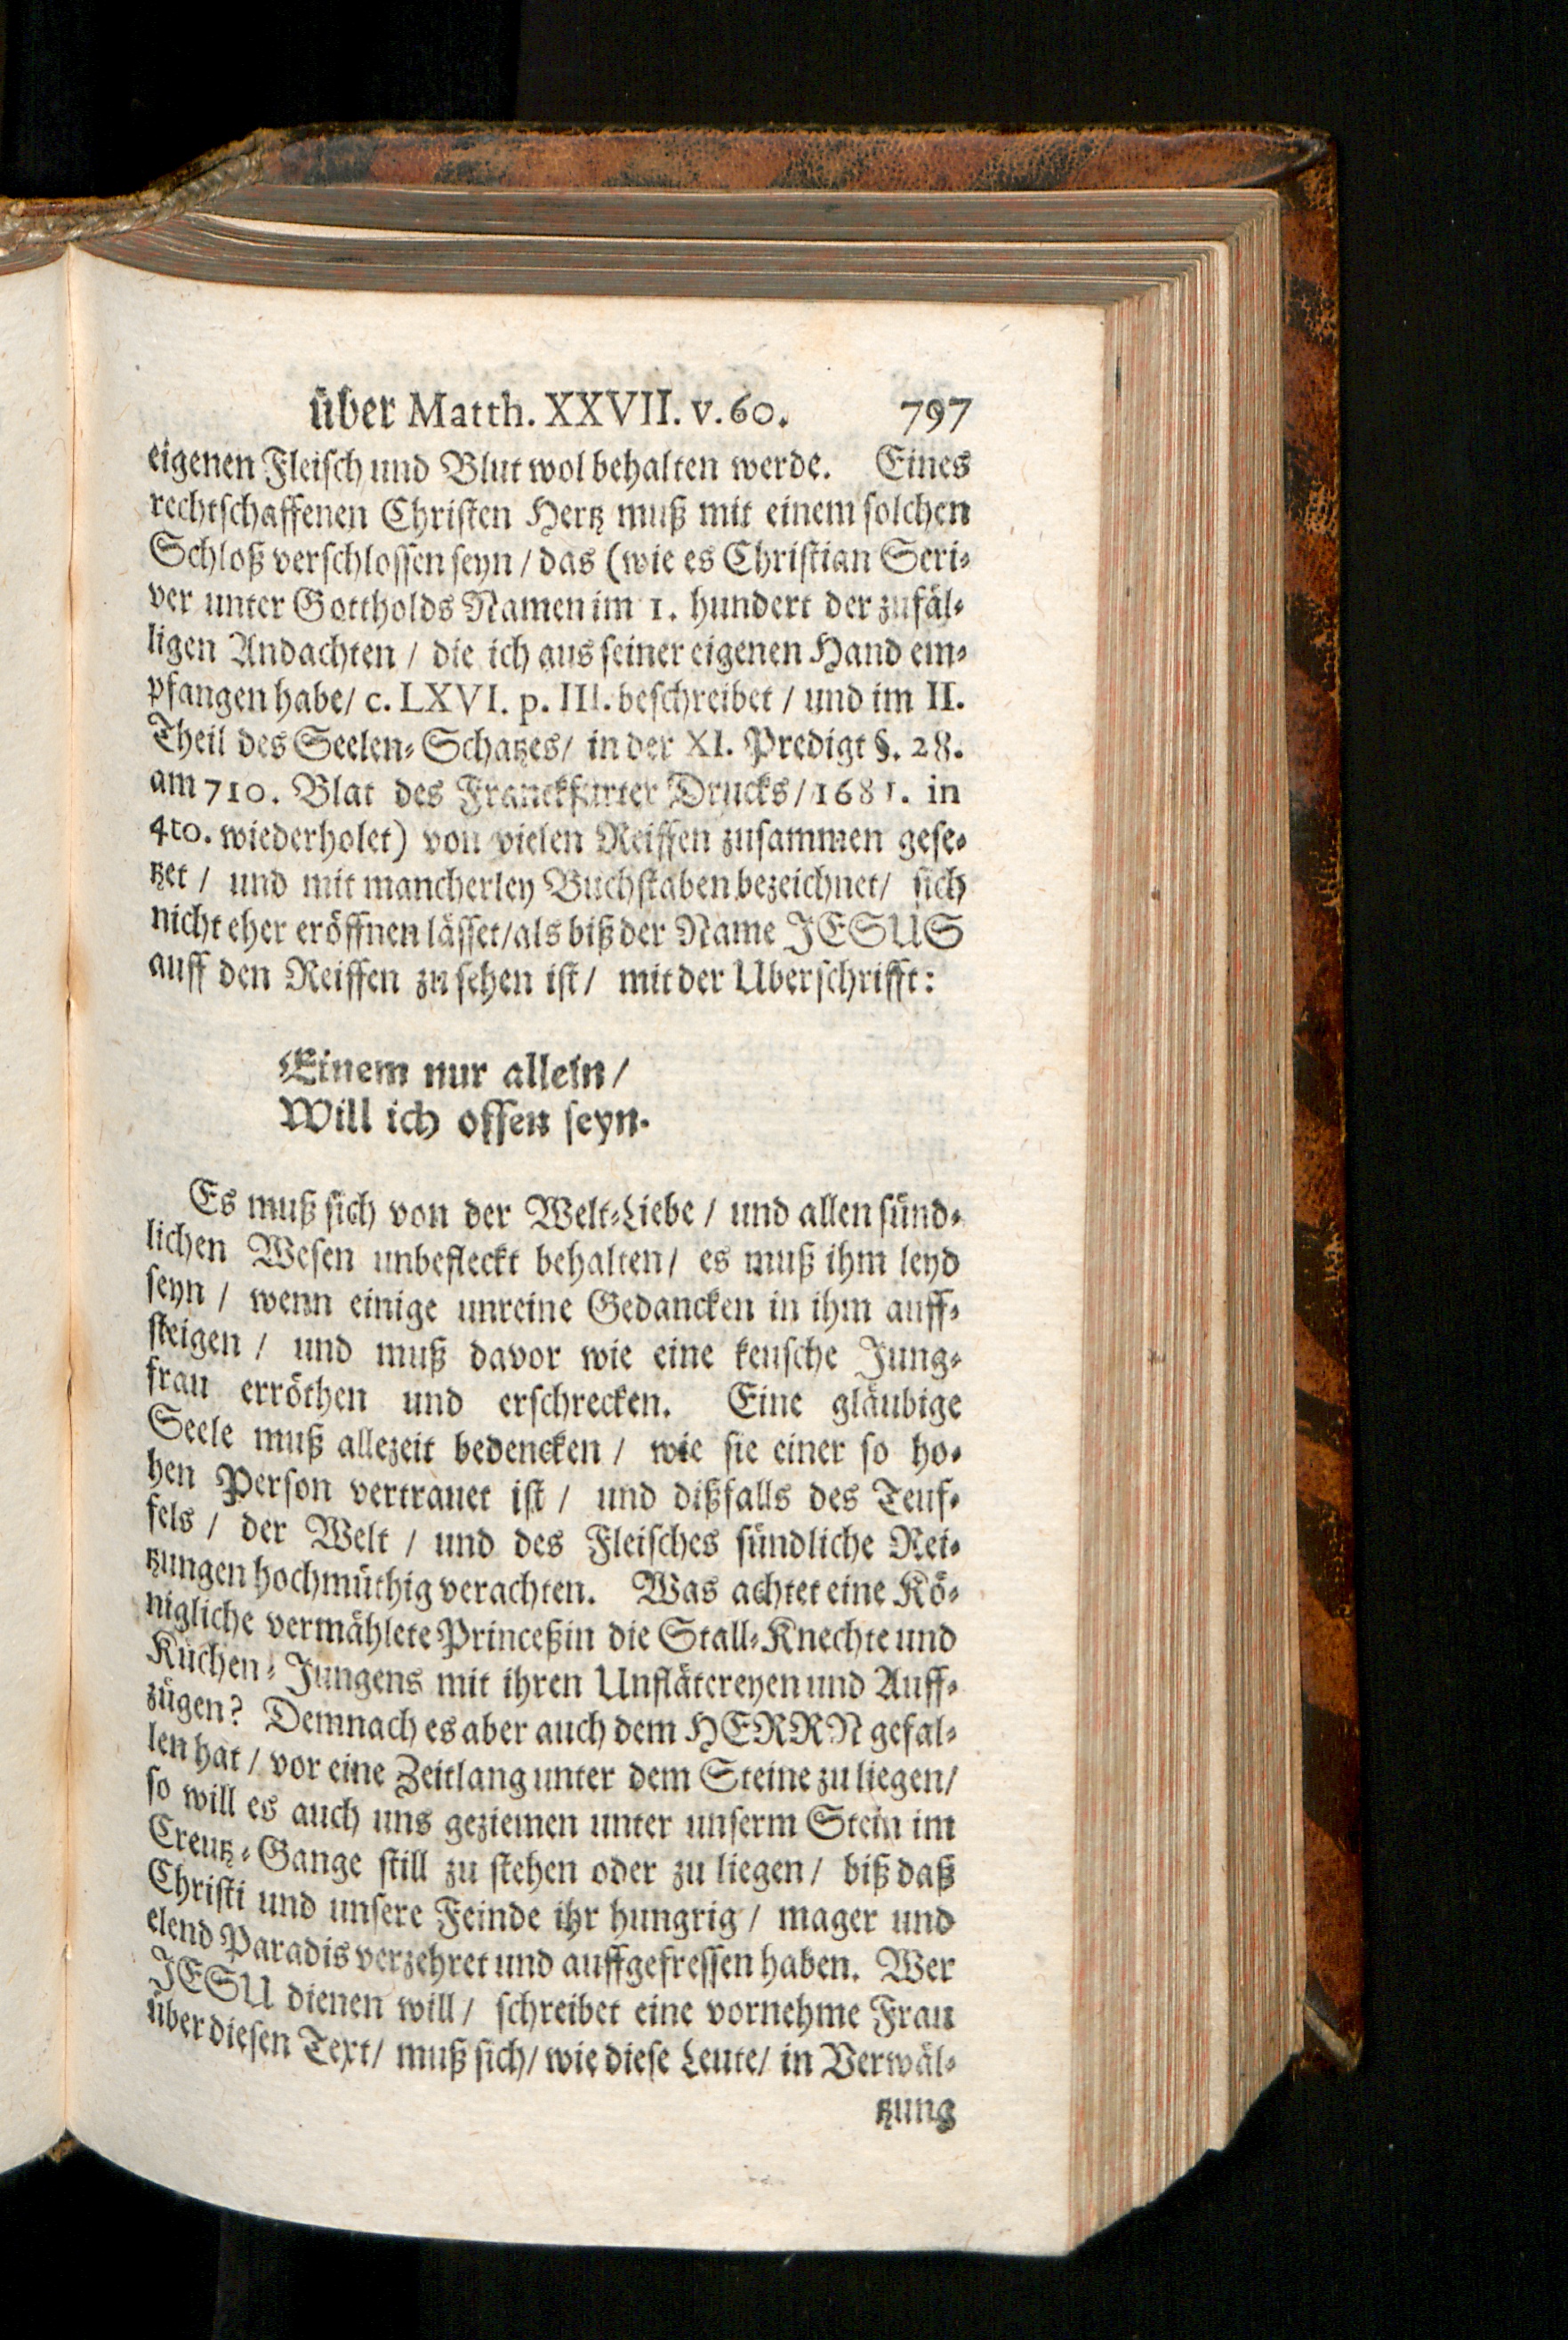 über Matth. XXVII. v. 60. 797
eigenen Fleisch und Blut wol behalten werde. Eines
rechtschaffenen Christen Hertz muß mit einem solchen
Schloß verschlossen seyn / das (wie es Christian Scri-
ver unter Gottholds Namen im 1. hundert der zufäl-
ligen Andachten / die ich aus seiner eigenen Hand em-
pfangen habe / c. LXVI. p. III. beschreibet / und im II.
Theil des Seelen-Schatzes / in der XI. Predigt §. 28.
am 710. Blat des Franckfurter Drucks / 1681. in
4to. wiederholet) von vielen Reiffen zusammen gese-
tzet / und mit mancherley Buchstaben bezeichnet / sich
nicht eher eröffnen lässet / als biß der Name JESUS
auff den Reiffen zu sehen ist / mit der Uberschrifft:
Einem nur allein /
Will ich offen seyn.
Es muß sich von der Welt-Liebe / und allen sünd-
lichen Wesen unbefleckt behalten / es muß ihm leyd
seyn / wenn einige unreine Gedancken in ihm auff-
steigen / und muß davor wie eine keusche Jung-
frau erröthen und erschrecken. Eine gläubige
Seele muß allezeit bedencken / wie sie einer so ho-
hen Person vertrauet ist / und dißfalls des Teuf-
fels / der Welt / und des Fleisches sündliche Rei-
tzungen hochmüthig verachten. Was achtet eine Kö-
nigliche vermählete Princeßin die Stall-Knechte und
Küchen-Jungens mit ihren Unflätereyen und Auff-
zügen? Demnach es aber auch dem HERRN gefal-
len hat / vor eine Zeitlang unter dem Steine zu liegen /
so will es auch uns geziemen unter unserm Stein im
Creutz-Gange still zu stehen oder zu liegen / biß daß
Christi und unsere Feinde ihr hungrig / mager und
elend Paradis verzehret und auffgefressen haben. Wer
JESU dienen will / schreibet eine vornehme Frau
über diesen Text / muß sich / wie diese Leute / in Verwäl-
tzung